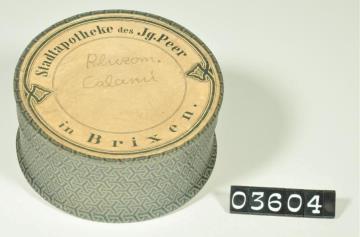 Stadtapotheke des Jg. Peer
Rhizom.
Calami
in Brixen.
03604